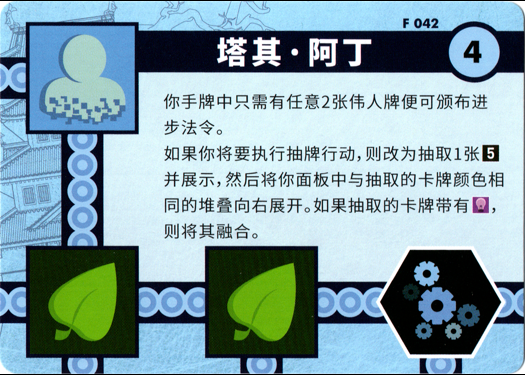 F 042
塔其·阿丁
4
你手牌中只需有任意2张伟人牌便可颁布进
步法令。
如果你将要执行抽牌行动,则改为抽取1张5
并展示,然后将你面板中与抽取的卡牌颜色相
同的堆叠向右展开。如果抽取的卡牌带有,
则将其融合。